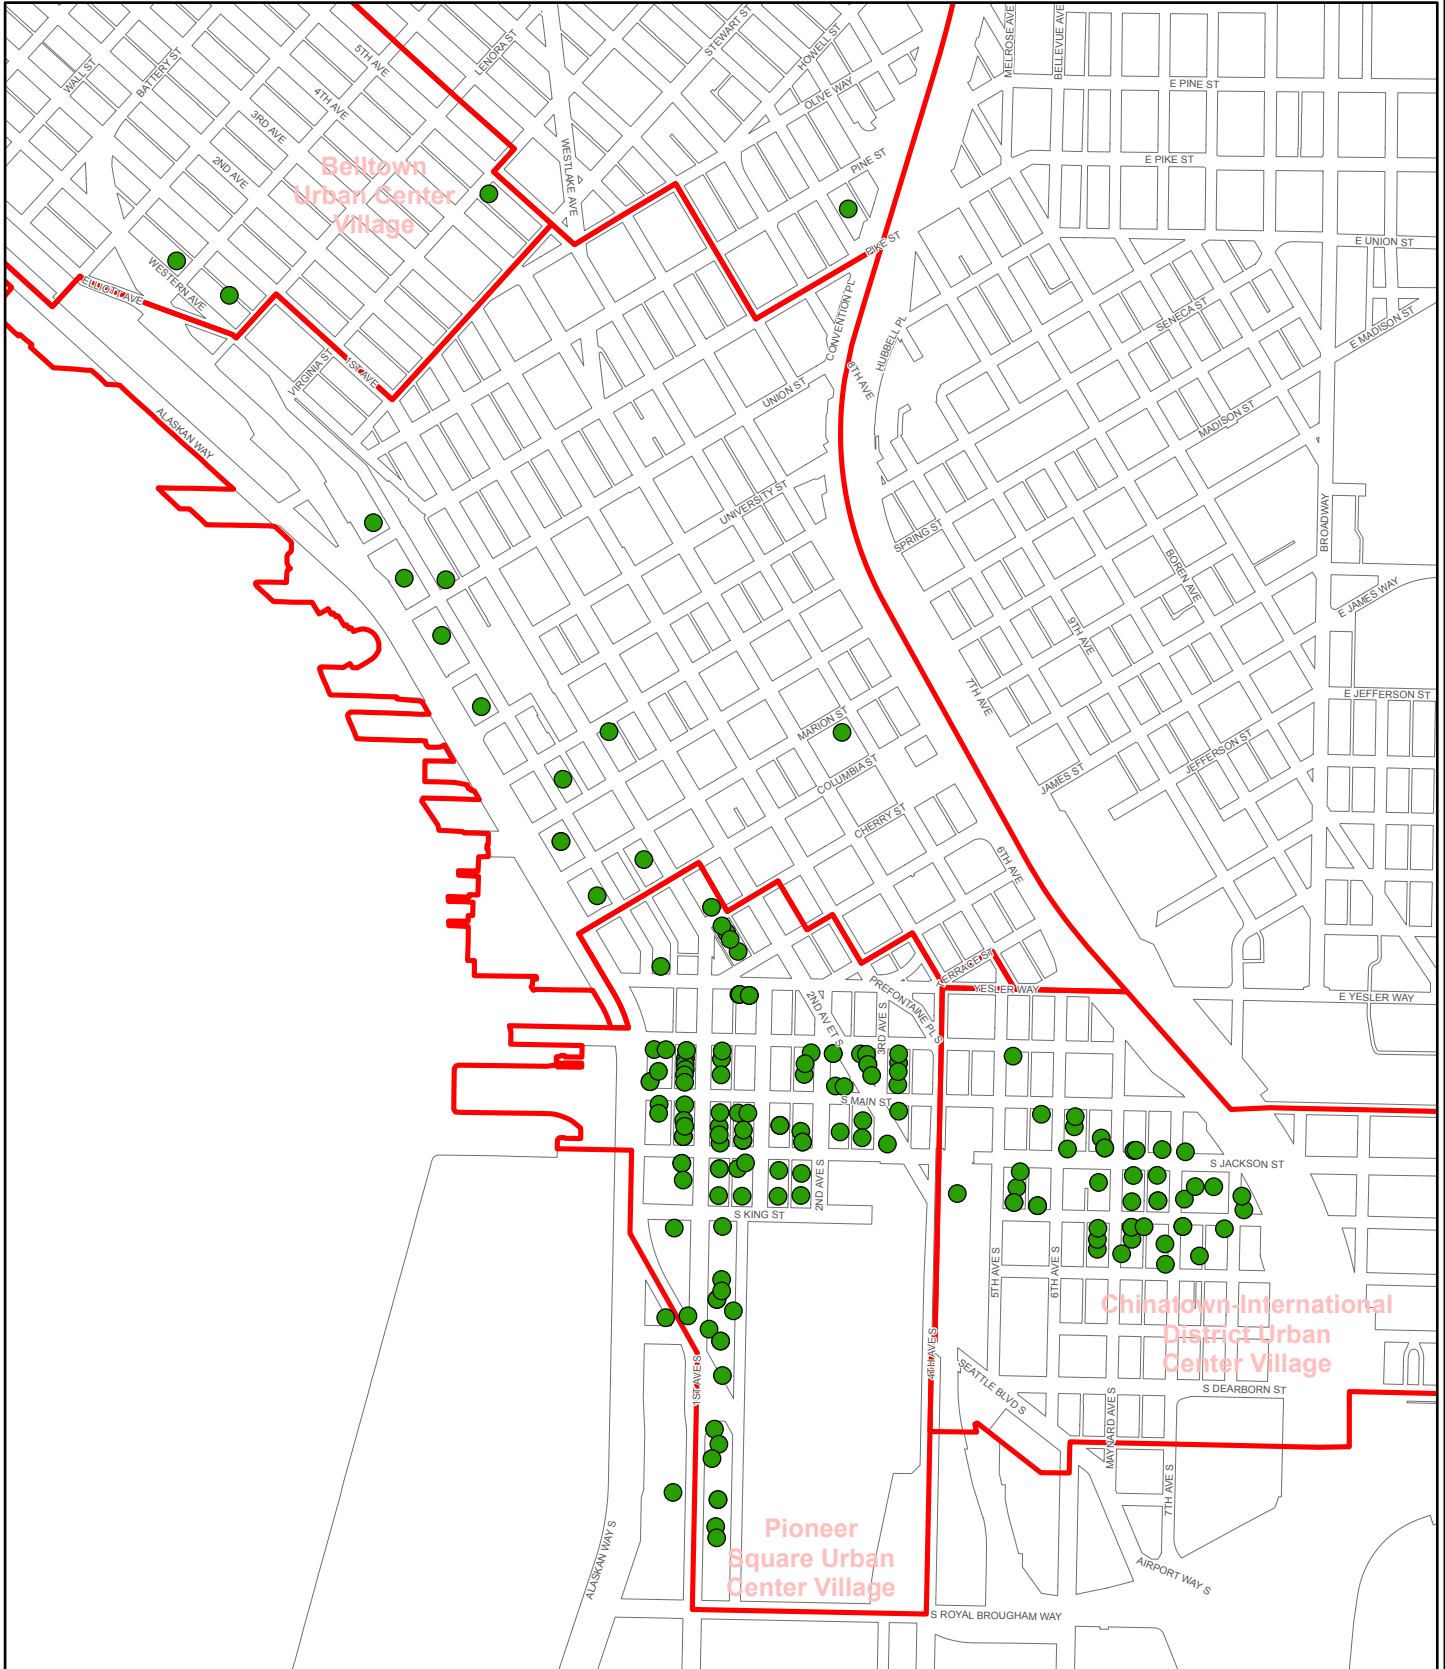 5TH AVE
LENORA ST
STEWART ST
HOWELL ST
MELROSE AVE
BELLEVUE AVE
WALL ST
BATTERY ST
4TH AVE
OLIVE WAY
E PINE ST
3RD AVE
2ND AVE
WESTLAKE AVE
PINE ST
E PIKE ST
Belltown
Urban Center
Village
PIKE ST
E UNION ST
WESTERN AVE
ELLIOTT AVE
CONVENTION PL
HUBBELL PL
SENECA ST
E MADISON ST
VIRGINIA ST
1ST AVE
8TH AVE
UNION ST
ALASKAN WAY
MADISON ST
UNIVERSITY ST
SPRING ST
BROADWAY
BOREN AVE
E JAMES WAY
9TH AVE
7TH AVE
E JEFFERSON ST
MARION ST
COLUMBIA ST
JAMES ST
JEFFERSON ST
CHERRY ST
6TH AVE
TERRACE ST
PREFONTAINE PL S
YESLER WAY
E YESLER WAY
2ND AV ET S
3RD AVE S
S MAIN ST
S JACKSON ST
2ND AVE S
S KING ST
5TH AVE S
6TH AVE S
Chinatown-International
District Urban
Center Village
4TH AVE S
1ST AVE S
SEATTLE BLVD S
S DEARBORN ST
MAYNARD AVE S
7TH AVE S
Pioneer
Square Urban
Center Village
ALASKAN WAY S
AIRPORT WAY S
S ROYAL BROUGHAM WAY